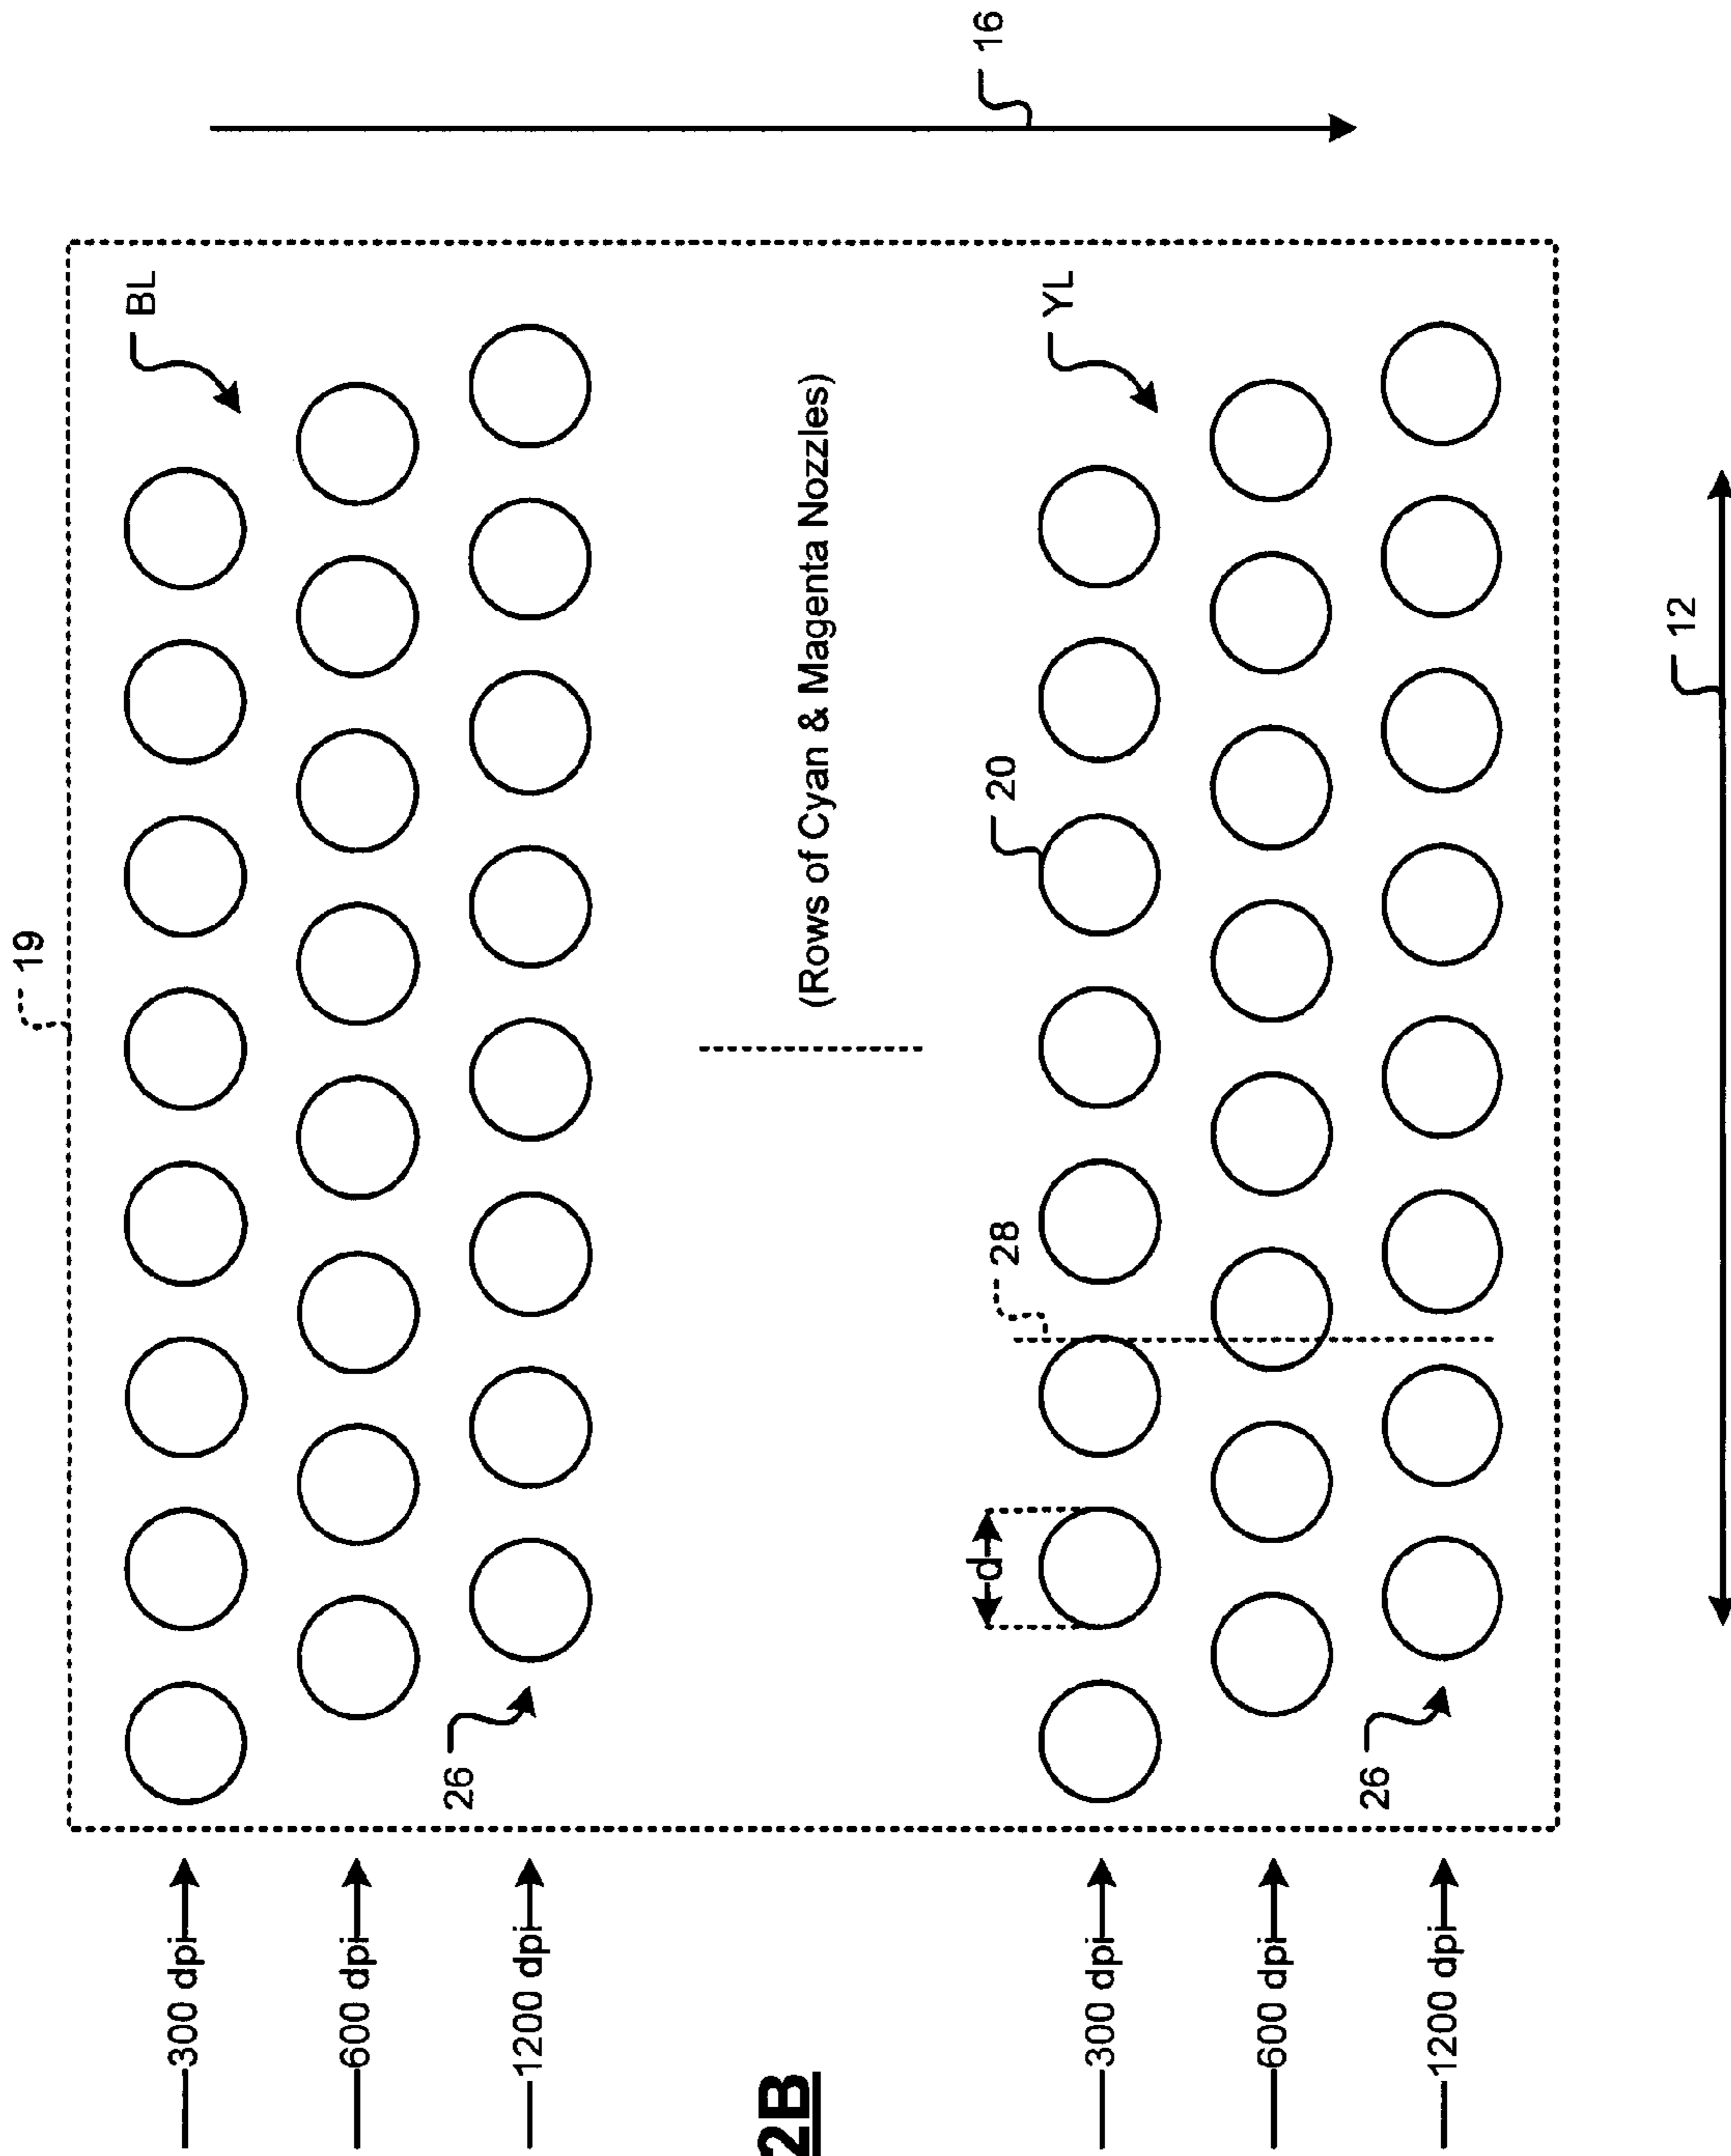 19
BL
300 dpi
600 dpi
26
1200 dpi
2B
(Rows of Cyan & Magenta Nozzles)
16
d
28
20
YL
300 dpi
600 dpi
26
1200 dpi
12